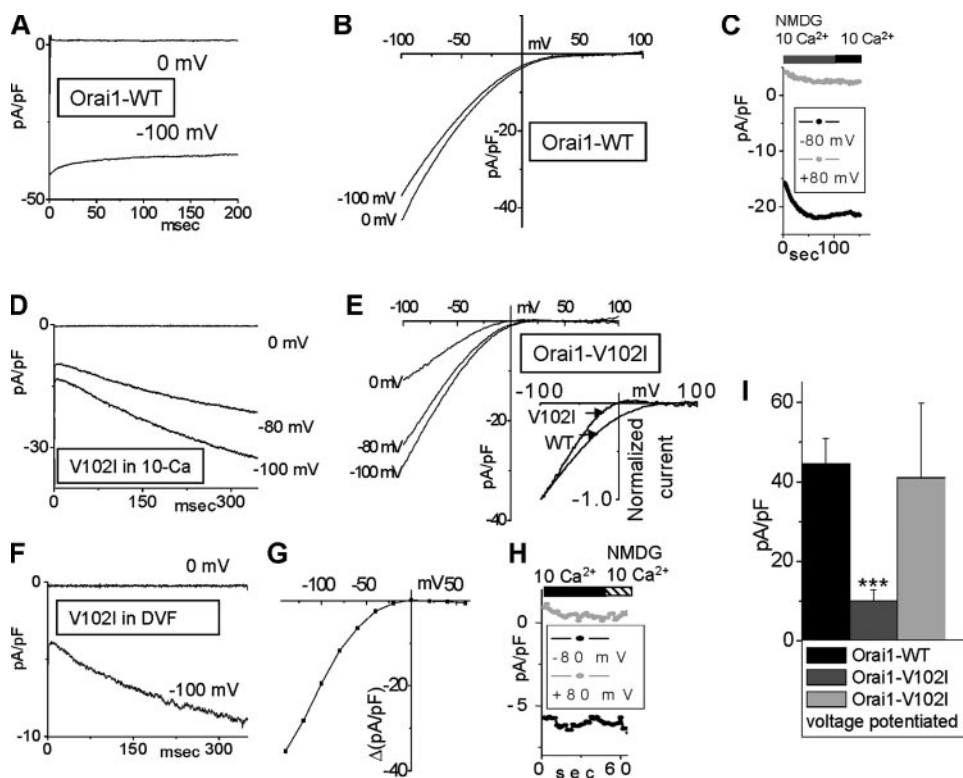 A
0
pA/pF
-50
0 mV
Orai1-WT
-100 mV
0 50 100 150 200
msec
B
-100 -50 mV 50 100
-20
-40
pA/pF
Orai1-WT
-100 mV
0 mV
C
NMDG
10 Ca²⁺ 10 Ca²⁺
5
0
-5
-10
-15
-20
pA/pF
-80 mV
+80 mV
0 sec 100
D
0
-30
pA/pF
0 mV
-80 mV
-100 mV
V102I in 10-Ca
0 150 msec 300
E
-100 -50 mV 50 100
-20
-40
pA/pF
Orai1-V102I
0 mV
-80 mV
-100 mV
-100 mV 100
V102I
WT
-1.0
Normalized
current
F
0
-10
pA/pF
0 mV
V102I in DVF
-100 mV
0 150 msec 300
G
-100 -50 mV 50
-20
-40
Δ(pA/pF)
H
NMDG
10 Ca²⁺ 10 Ca²⁺
0
-5
pA/pF
-80 mV
+80 mV
0 sec 60
I
60
40
20
0
pA/pF
***
Orai1-WT
Orai1-V102I
Orai1-V102I
voltage potentiated